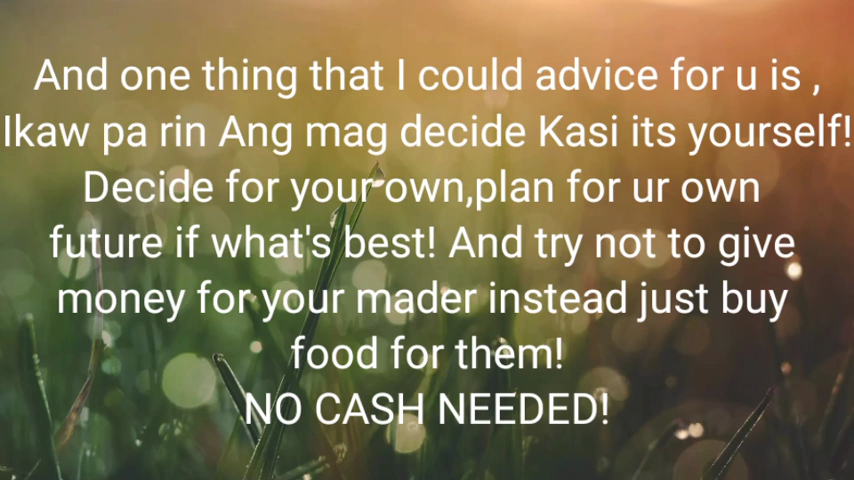 And one thing that I could advice for u is ,
Ikaw pa rin Ang mag decide Kasi its yourself!
Decide for your own,plan for ur own
future if what's best! And try not to give
money for your mader instead just buy
food for them!
NO CASH NEEDED!